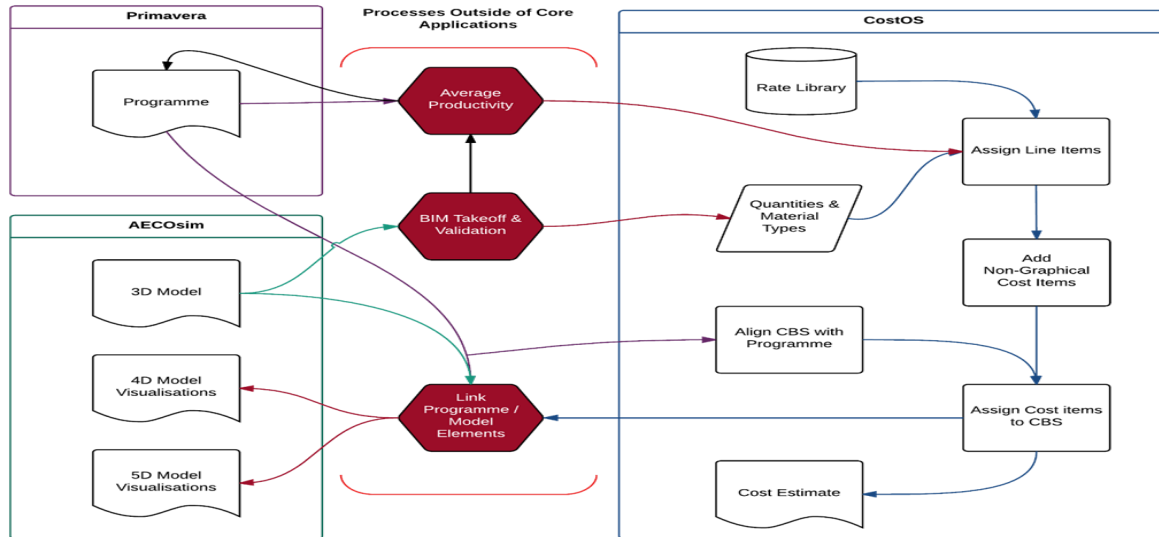 Primavera
Programme
Processes Outside of Core
Applications
Average
Productivity
BIM Takeoff &
Validation
Link
Programme /
Model
Elements
AECOsim
3D Model
4D Model
Visualisations
5D Model
Visualisations
CostOS
Rate Library
Assign Line Items
Quantities &
Material
Types
Add
Non-Graphical
Cost Items
Align CBS with
Programme
Assign Cost items
to CBS
Cost Estimate